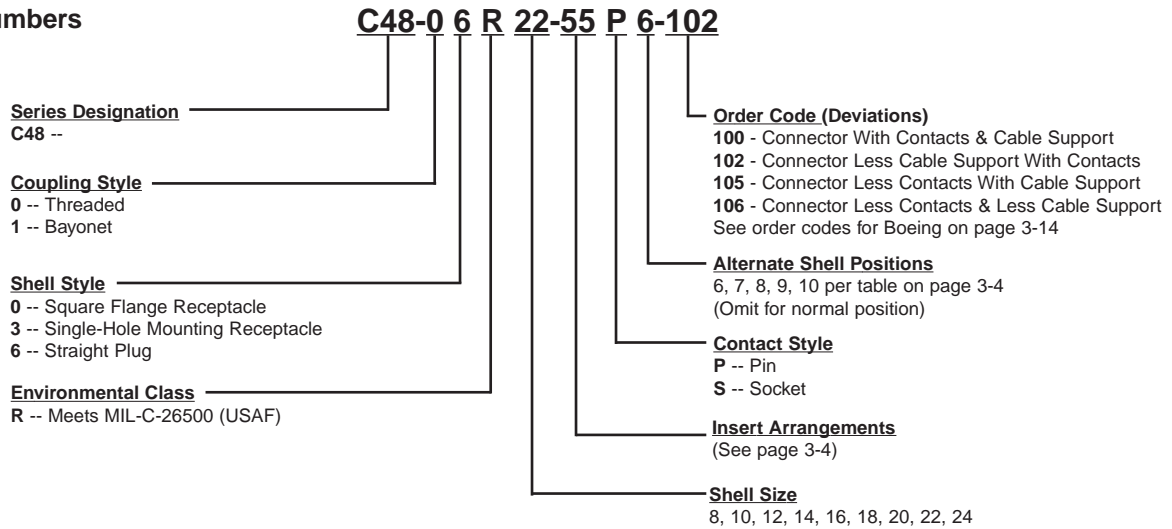 umbers
C48-0 6 R 22-55 P 6-102
Series Designation
C48 --
Coupling Style
0 -- Threaded
1 -- Bayonet
Shell Style
0 -- Square Flange Receptacle
3 -- Single-Hole Mounting Receptacle
6 -- Straight Plug
Environmental Class
R -- Meets MIL-C-26500 (USAF)
Order Code (Deviations)
100 - Connector With Contacts & Cable Support
102 - Connector Less Cable Support With Contacts
105 - Connector Less Contacts With Cable Support
106 - Connector Less Contacts & Less Cable Support
See order codes for Boeing on page 3-14
Alternate Shell Positions
6, 7, 8, 9, 10 per table on page 3-4
(Omit for normal position)
Contact Style
P -- Pin
S -- Socket
Insert Arrangements
(See page 3-4)
Shell Size
8, 10, 12, 14, 16, 18, 20, 22, 24